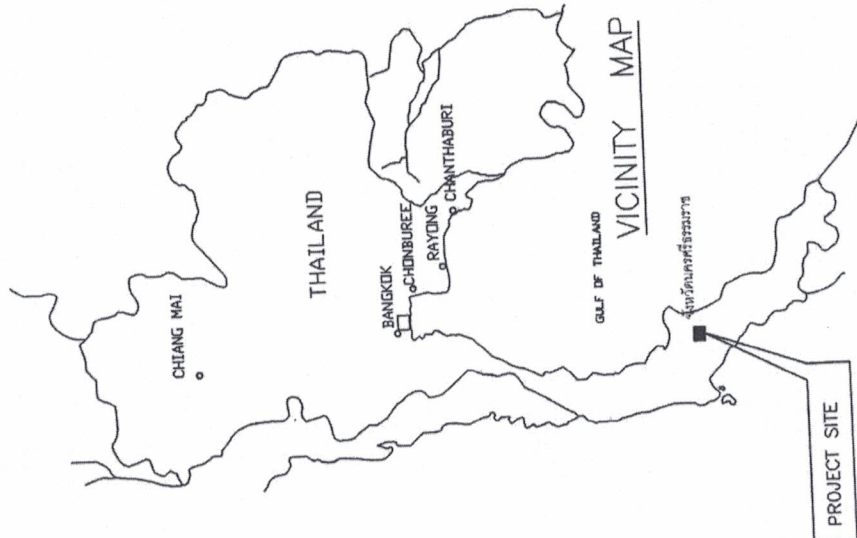 CHIANG MAI
THAILAND
BANGKOK
CHONBUREE
RAYONG
CHANTHABURI
GULF OF THAILAND
VICINITY MAP
จังหวัดนครศรีธรรมราช
PROJECT SITE